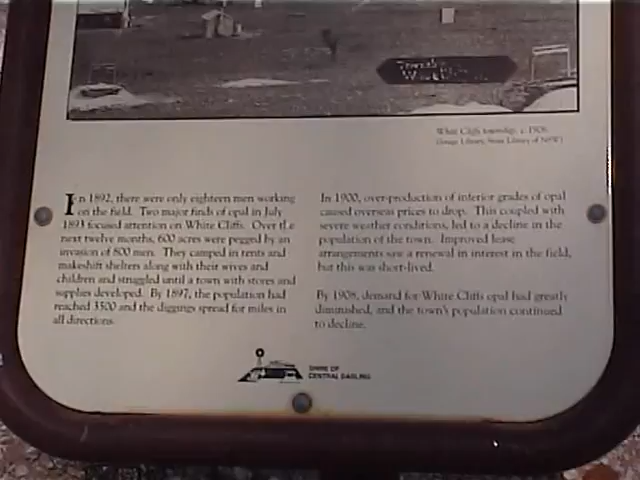 White Cliffs township, c. 1908
(Image Library, State Library of NSW)
In 1892, there were only eighteen men working
on the field. Two major finds of opal in July
1893 focused attention on White Cliffs. Over the
next twelve months, 600 acres were pegged by an
invasion of 800 men. They camped in tents and
makeshift shelters along with their wives and
children and struggled until a town with stores and
supplies developed. By 1897, the population had
reached 3500 and the diggings spread for miles in
all directions.
In 1900, over-production of interior grades of opal
caused overseas prices to drop. This coupled with
severe weather conditions, led to a decline in the
population of the town. Improved lease
arrangements saw a renewal in interest in the field,
but this was short-lived.
By 1908, demand for White Cliffs opal had greatly
diminished, and the town's population continued
to decline.
SHIRE OF
CENTRAL DARLING